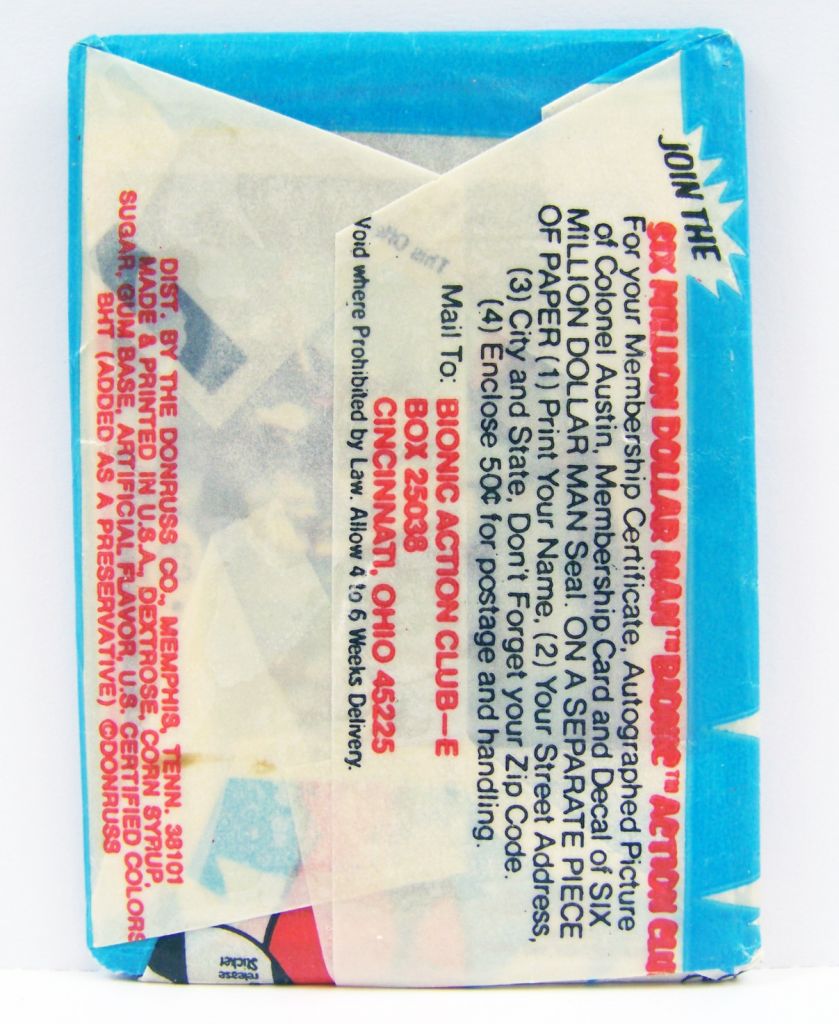 JOIN THE
SIX MILLION DOLLAR MAN™ BIONIC™ ACTION CLU
For your Membership Certificate, Autographed Picture
of Colonel Austin, Membership Card and Decal of SIX
MILLION DOLLAR MAN Seal. ON A SEPARATE PIECE
OF PAPER (1) Print Your Name, (2) Your Street Address,
(3) City and State, Don't Forget your Zip Code.
(4) Enclose 50¢ for postage and handling.
Mail To: BIONIC ACTION CLUB—E
BOX 25038
CINCINNATI, OHIO 45225
Void where Prohibited by Law. Allow 4 to 6 Weeks Delivery.
This
DIST. BY THE DONRUSS CO., MEMPHIS, TENN. 38101
MADE & PRINTED IN U.S.A., DEXTROSE, CORN SYRUP,
SUGAR, GUM BASE, ARTIFICIAL FLAVOR, U.S. CERTIFIED COLORS
BHT (ADDED AS A PRESERVATIVE) ©DONRUSS
release
Sticker